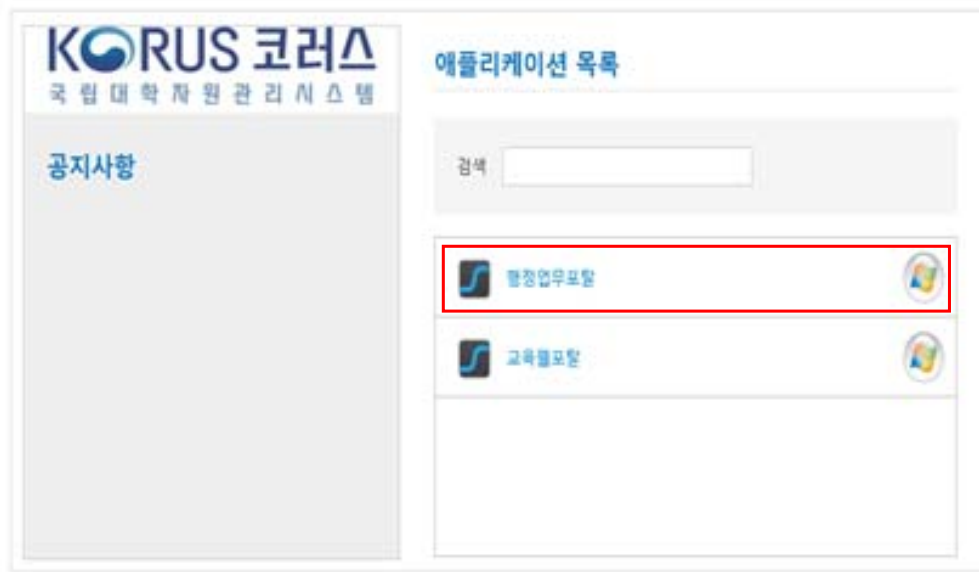 KORUS 코러스
국립대학자원관리시스템
공지사항
애플리케이션 목록
검색
행정업무포탈
교육웹포탈